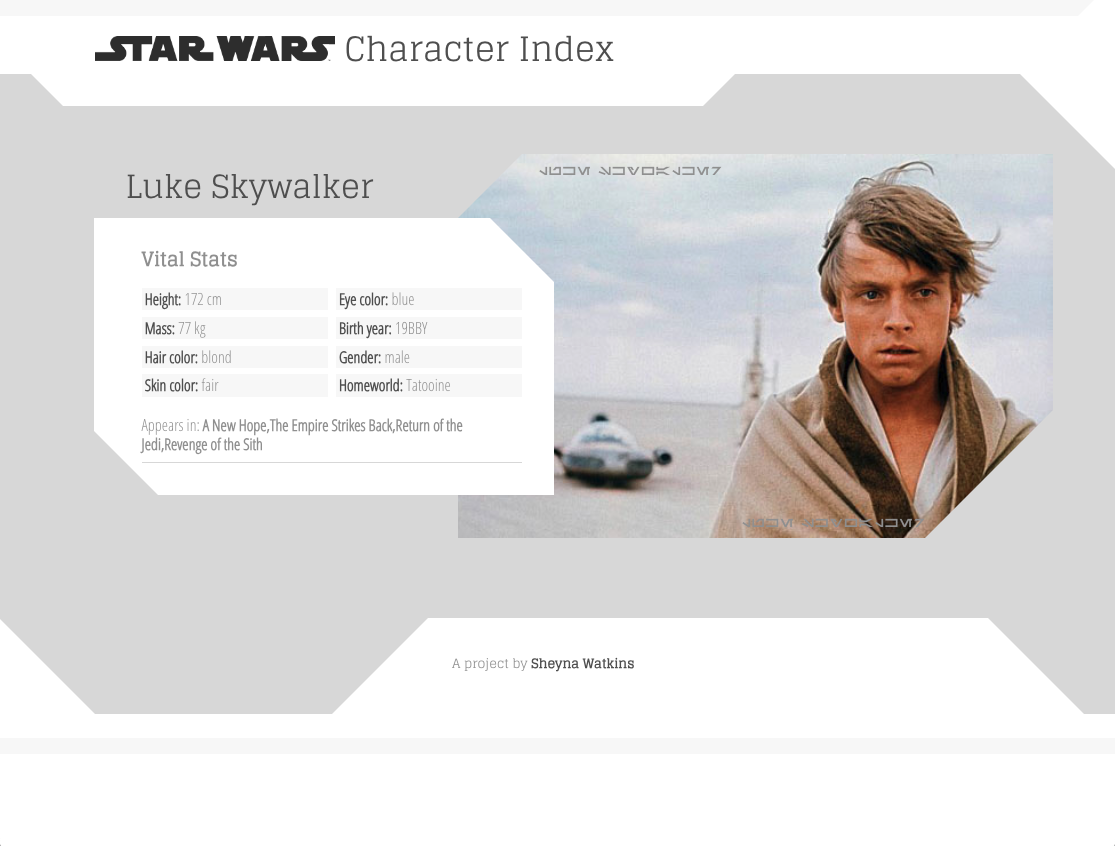 STAR WARS Character Index
Luke Skywalker
Vital Stats
Height: 172 cm
Eye color: blue
Mass: 77 kg
Birth year: 19BBY
Hair color: blond
Gender: male
Skin color: fair
Homeworld: Tatooine
Appears in: A New Hope,The Empire Strikes Back,Return of the
Jedi,Revenge of the Sith
A project by Sheyna Watkins